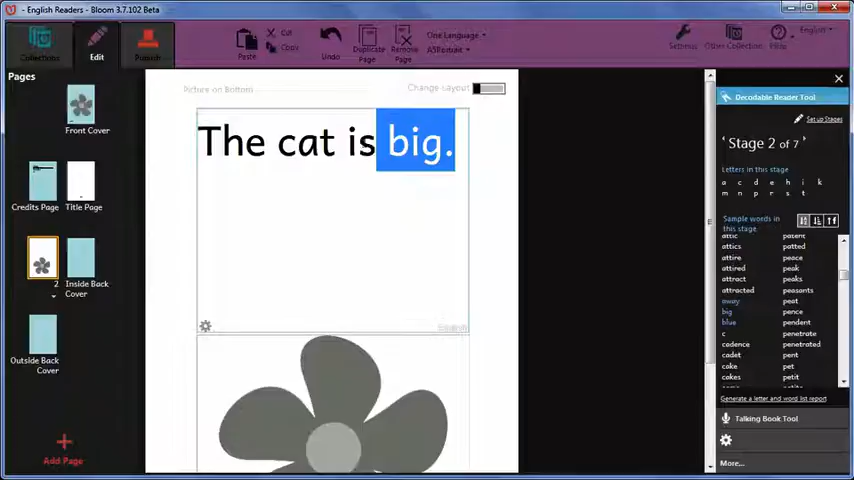 - English Readers - Bloom 3.7.102 Beta
Collections
Edit
Publish
Paste
Cut
Copy
Undo
Duplicate Page
Remove Page
One Language
A5Portrait
Settings
Other Collection
Help
English
Pages
Front Cover
Credits Page
Title Page
2
Inside Back Cover
Outside Back Cover
Add Page
Picture on Bottom
Change Layout
The cat is big.
English
Decodable Reader Tool
Set up Stages
Stage 2 of 7
Letters in this stage
a c d e h i k
m n p r s t
Sample words in this stage
attic patent
attics patted
attire peace
attired peak
attract peaks
attracted peasants
away peat
big pence
blue pendent
c penetrate
cadence penetrated
cadet pent
cake pet
cakes petit
Generate a letter and word list report
Talking Book Tool
More...